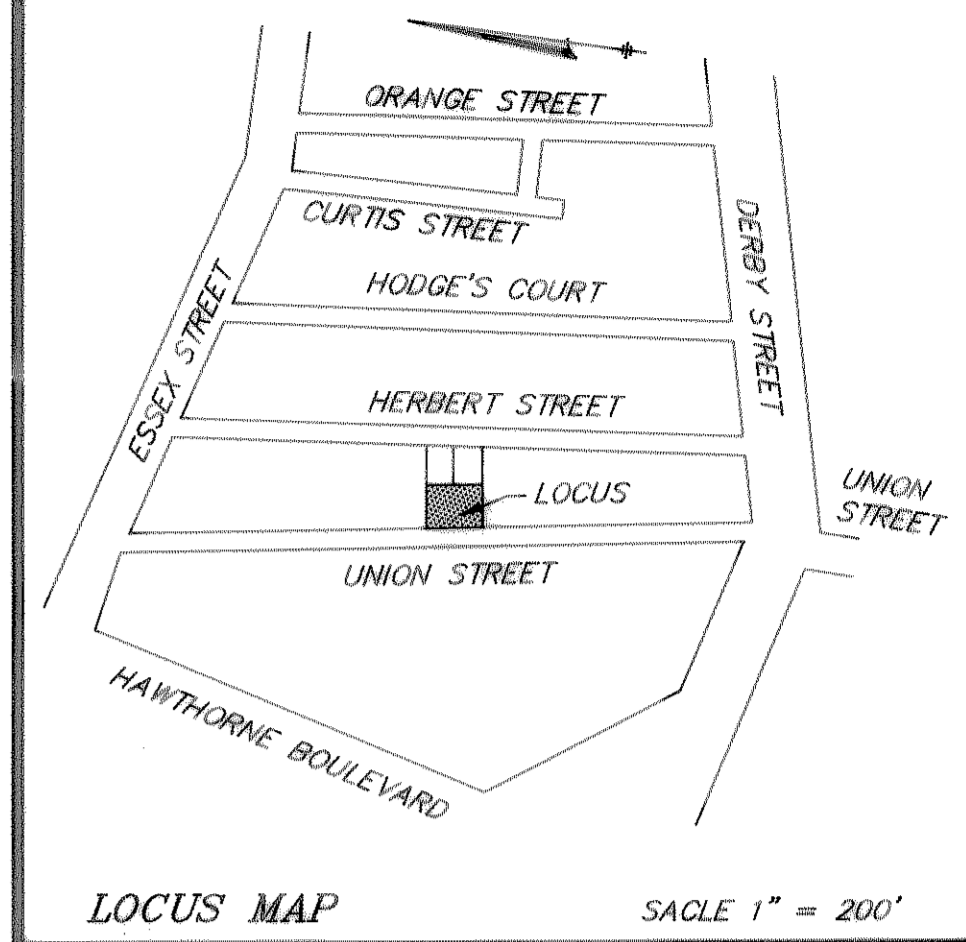 ORANGE STREET
CURTIS STREET
DERBY STREET
HODGE'S COURT
ESSEX STREET
HERBERT STREET
LOCUS
UNION
STREET
UNION STREET
HAWTHORNE BOULEVARD
LOCUS MAP
SACLE 1" = 200'